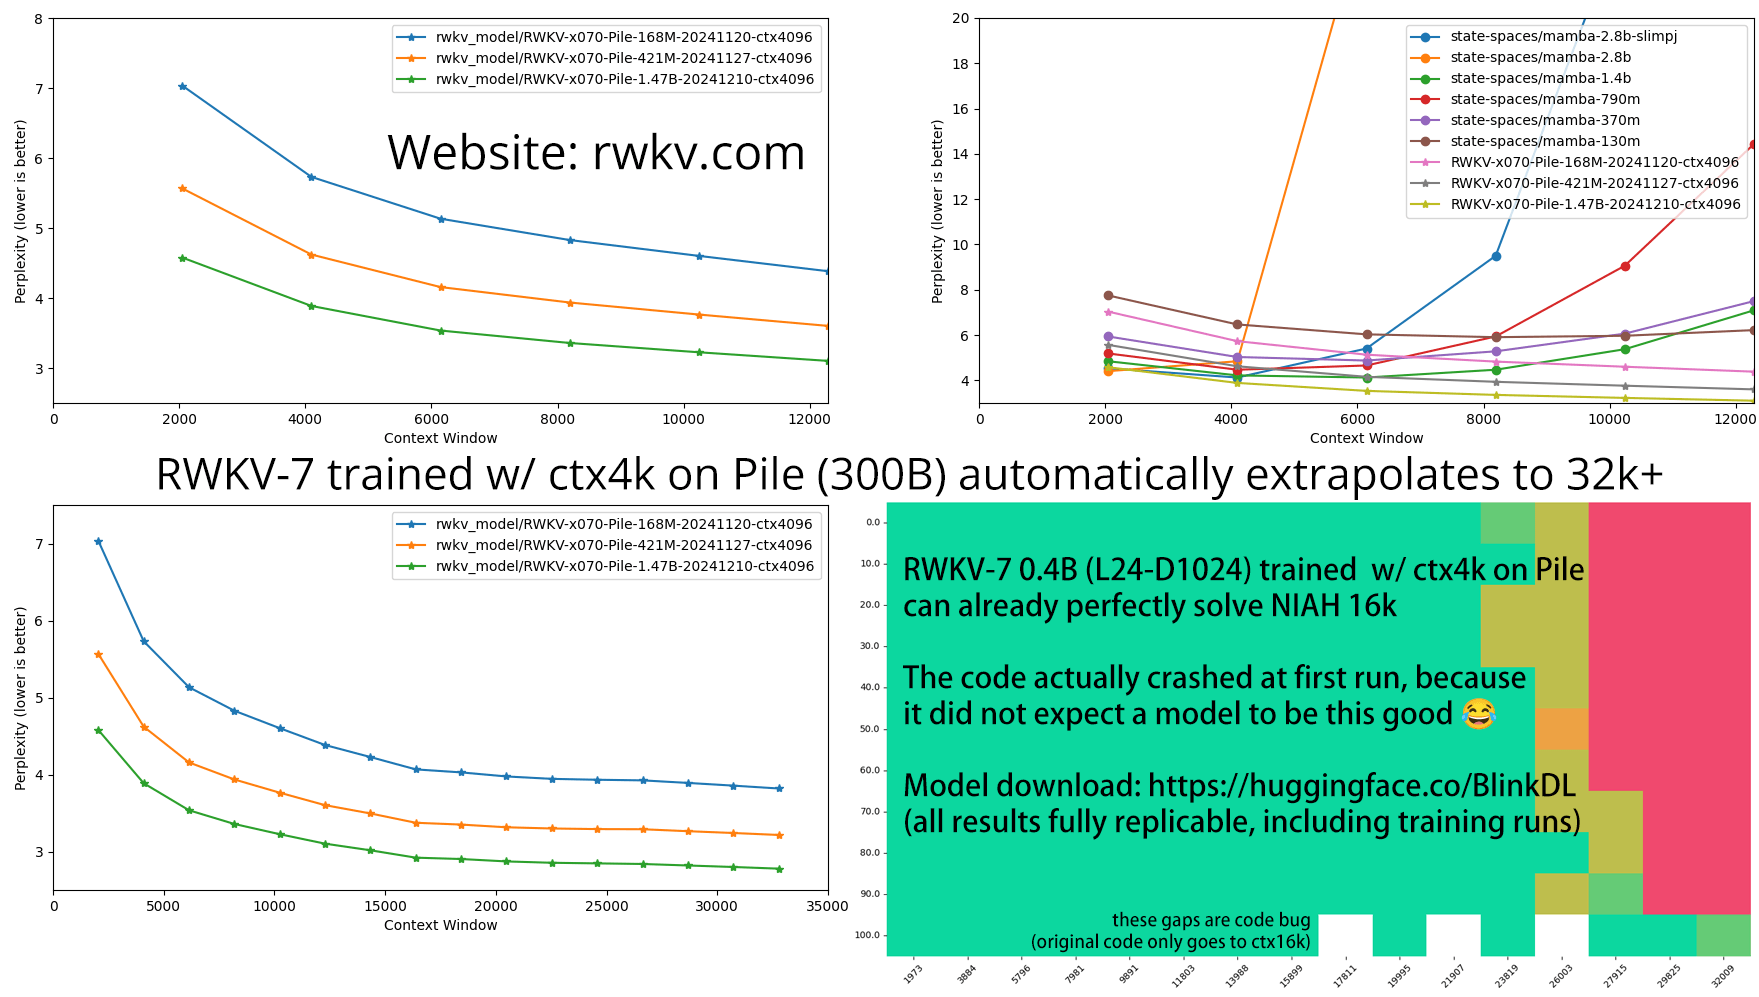 8
7
6
5
4
3
Perplexity (lower is better)
rwkv_model/RWKV-x070-Pile-168M-20241120-ctx4096
rwkv_model/RWKV-x070-Pile-421M-20241127-ctx4096
rwkv_model/RWKV-x070-Pile-1.47B-20241210-ctx4096
Website: rwkv.com
0 2000 4000 6000 8000 10000 12000
Context Window
20
18
16
14
12
10
8
6
4
Perplexity (lower is better)
state-spaces/mamba-2.8b-slimpj
state-spaces/mamba-2.8b
state-spaces/mamba-1.4b
state-spaces/mamba-790m
state-spaces/mamba-370m
state-spaces/mamba-130m
RWKV-x070-Pile-168M-20241120-ctx4096
RWKV-x070-Pile-421M-20241127-ctx4096
RWKV-x070-Pile-1.47B-20241210-ctx4096
0 2000 4000 6000 8000 10000 12000
Context Window
RWKV-7 trained w/ ctx4k on Pile (300B) automatically extrapolates to 32k+
7
6
5
4
3
Perplexity (lower is better)
rwkv_model/RWKV-x070-Pile-168M-20241120-ctx4096
rwkv_model/RWKV-x070-Pile-421M-20241127-ctx4096
rwkv_model/RWKV-x070-Pile-1.47B-20241210-ctx4096
0 5000 10000 15000 20000 25000 30000 35000
Context Window
0.0
10.0
20.0
30.0
40.0
50.0
60.0
70.0
80.0
90.0
100.0
RWKV-7 0.4B (L24-D1024) trained w/ ctx4k on Pile
can already perfectly solve NIAH 16k
The code actually crashed at first run, because
it did not expect a model to be this good 😂
Model download: https://huggingface.co/BlinkDL
(all results fully replicable, including training runs)
these gaps are code bug
(original code only goes to ctx16k)
1973 3884 5796 7981 9891 11803 13988 15899 17811 19995 21907 23819 26003 27915 29825 32009